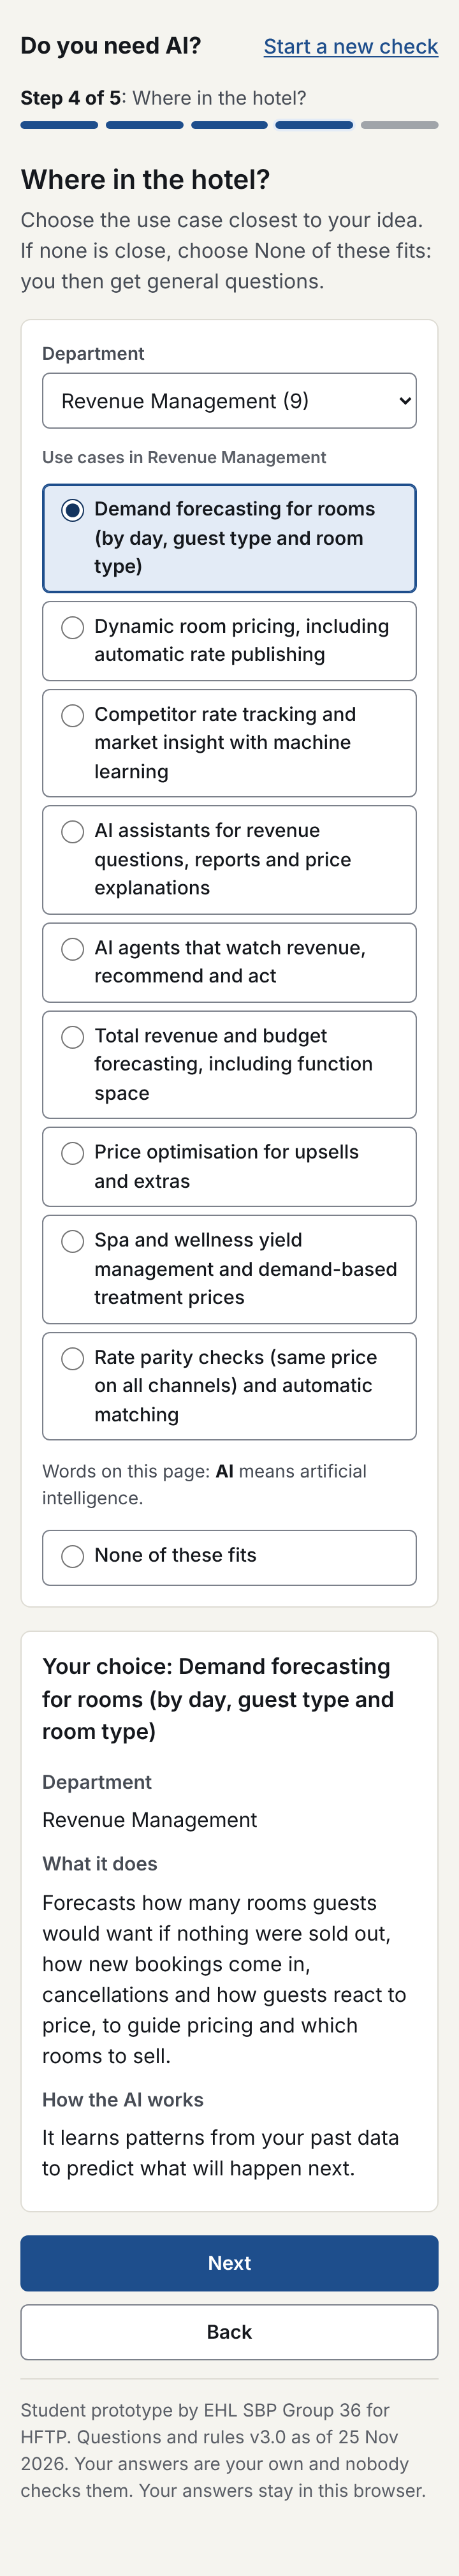 Do you need AI?
Start a new check
Step 4 of 5: Where in the hotel?
Where in the hotel?
Choose the use case closest to your idea.
If none is close, choose None of these fits:
you then get general questions.
Department
Revenue Management (9)
Use cases in Revenue Management
Demand forecasting for rooms
(by day, guest type and room
type)
Dynamic room pricing, including
automatic rate publishing
Competitor rate tracking and
market insight with machine
learning
AI assistants for revenue
questions, reports and price
explanations
AI agents that watch revenue,
recommend and act
Total revenue and budget
forecasting, including function
space
Price optimisation for upsells
and extras
Spa and wellness yield
management and demand-based
treatment prices
Rate parity checks (same price
on all channels) and automatic
matching
Words on this page: AI means artificial
intelligence.
None of these fits
Your choice: Demand forecasting
for rooms (by day, guest type and
room type)
Department
Revenue Management
What it does
Forecasts how many rooms guests
would want if nothing were sold out,
how new bookings come in,
cancellations and how guests react to
price, to guide pricing and which
rooms to sell.
How the AI works
It learns patterns from your past data
to predict what will happen next.
Next
Back
Student prototype by EHL SBP Group 36 for
HFTP. Questions and rules v3.0 as of 25 Nov
2026. Your answers are your own and nobody
checks them. Your answers stay in this browser.